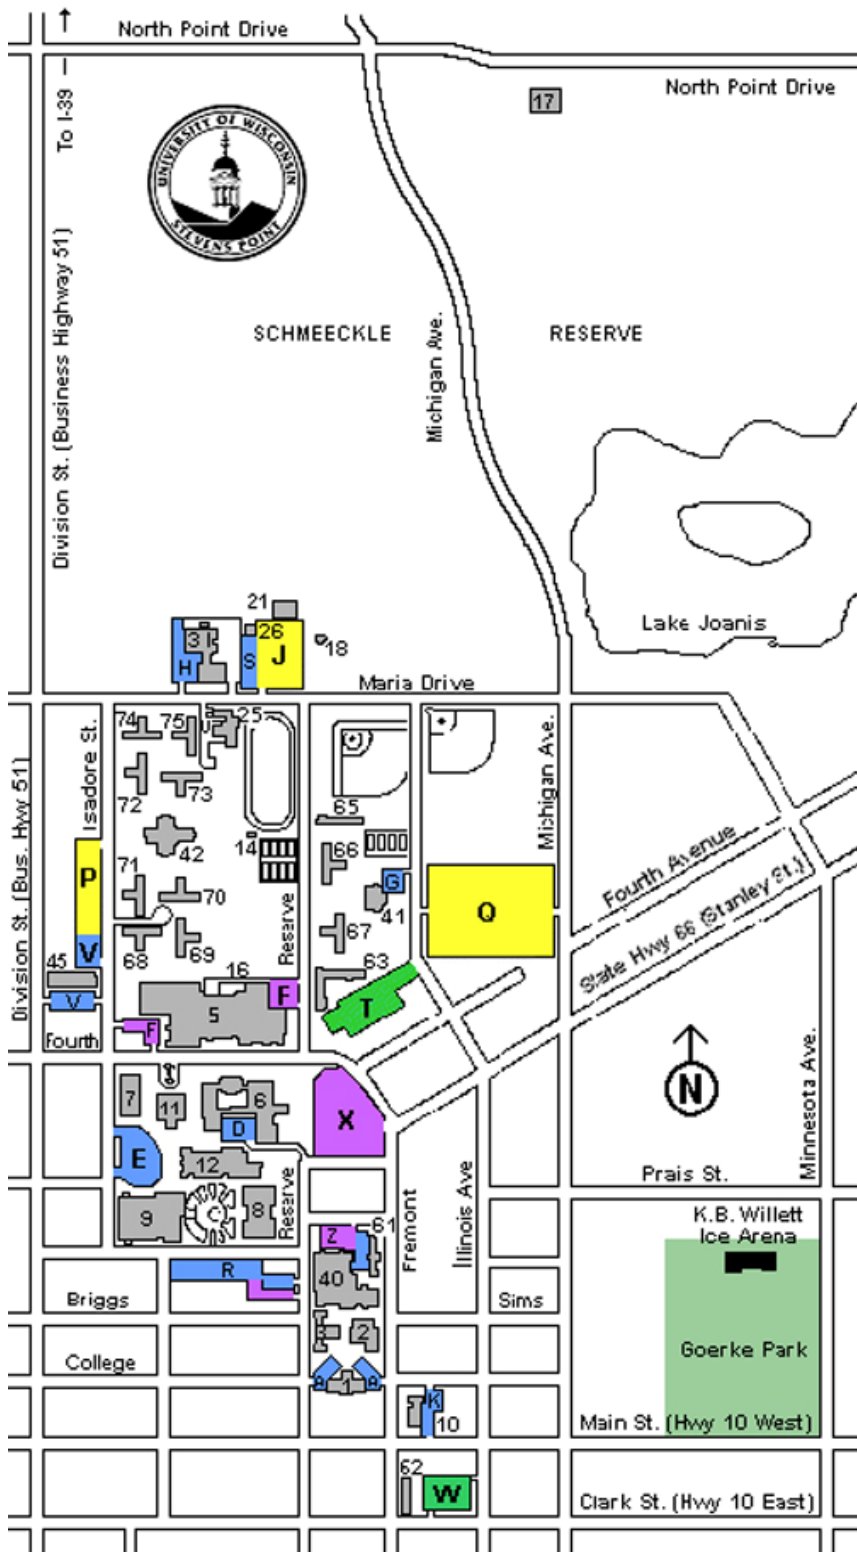 North Point Drive
To I-39
North Point Drive
17
UNIVERSITY OF WISCONSIN
STEVENS POINT
Division St. (Business Highway 51)
SCHMEECKLE
Michigan Ave.
RESERVE
Lake Joanis
21
26
31
H
S
J
18
Maria Drive
74
75
25
Isadore St.
72
73
65
Michigan Ave.
Division St. (Bus. Hwy 51)
42
14
66
Fourth Avenue
P
71
70
G
41
Q
State Hwy 66 (Stanley St.)
Reserve
67
V
68
69
45
16
63
V
F
5
T
F
Fourth
N
Minnesota Ave.
7
11
6
D
X
E
12
Prais St.
9
8
Reserve
Fremont
Illinois Ave
K.B. Willett
Ice Arena
61
Z
R
40
Briggs
Sims
3
2
College
Goerke Park
A
1
A
K
10
Main St. (Hwy 10 West)
62
W
Clark St. (Hwy 10 East)